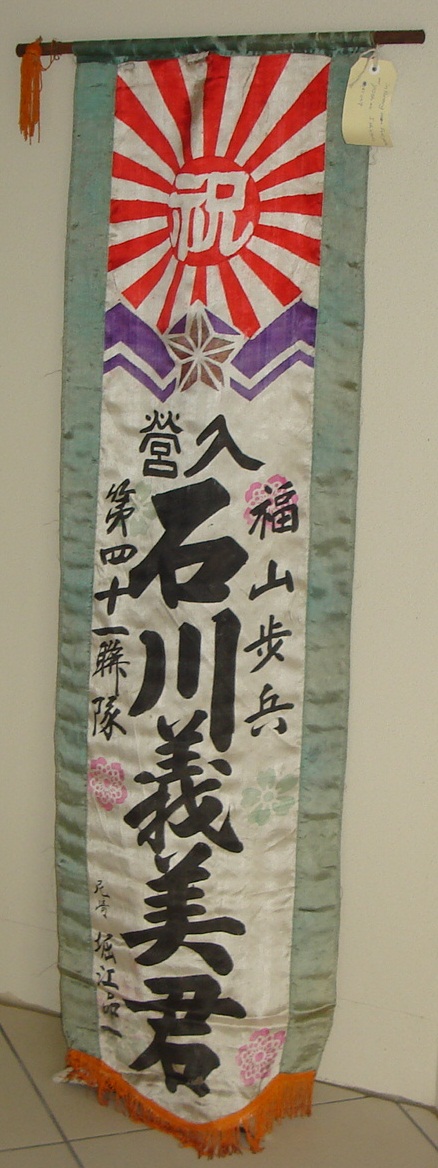 祝
入營
福山歩兵
第四十一聯隊
石川義美君
堀江品一